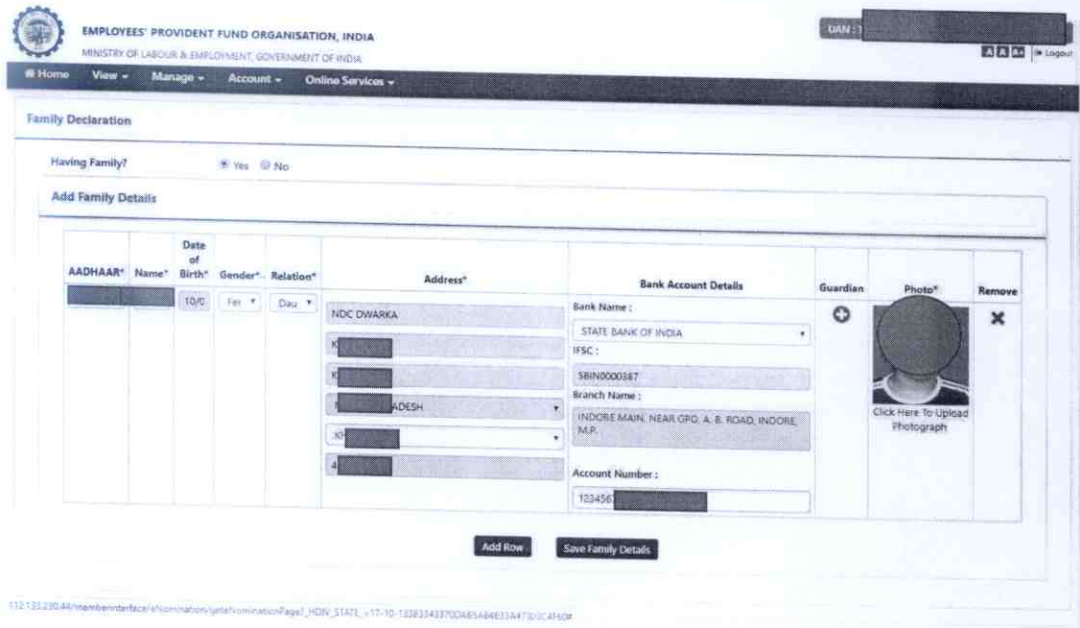 EMPLOYEES' PROVIDENT FUND ORGANISATION, INDIA
MINISTRY OF LABOUR & EMPLOYMENT, GOVERNMENT OF INDIA
UAN :
A A A+ Logout
Home View Manage Account Online Services
Family Declaration
Having Family? Yes No
Add Family Details
AADHAAR* Name* Date of Birth* Gender* Relation* Address* Bank Account Details Guardian Photo* Remove
10/0 Fei Dau
NDC DWARKA
K
K
ADESH
KH
4
Bank Name :
STATE BANK OF INDIA
IFSC :
SBIN0000387
Branch Name :
INDORE MAIN, NEAR GPO, A. B. ROAD, INDORE,
M.P.
Account Number :
123456
Click Here To Upload
Photograph
Add Row Save Family Details